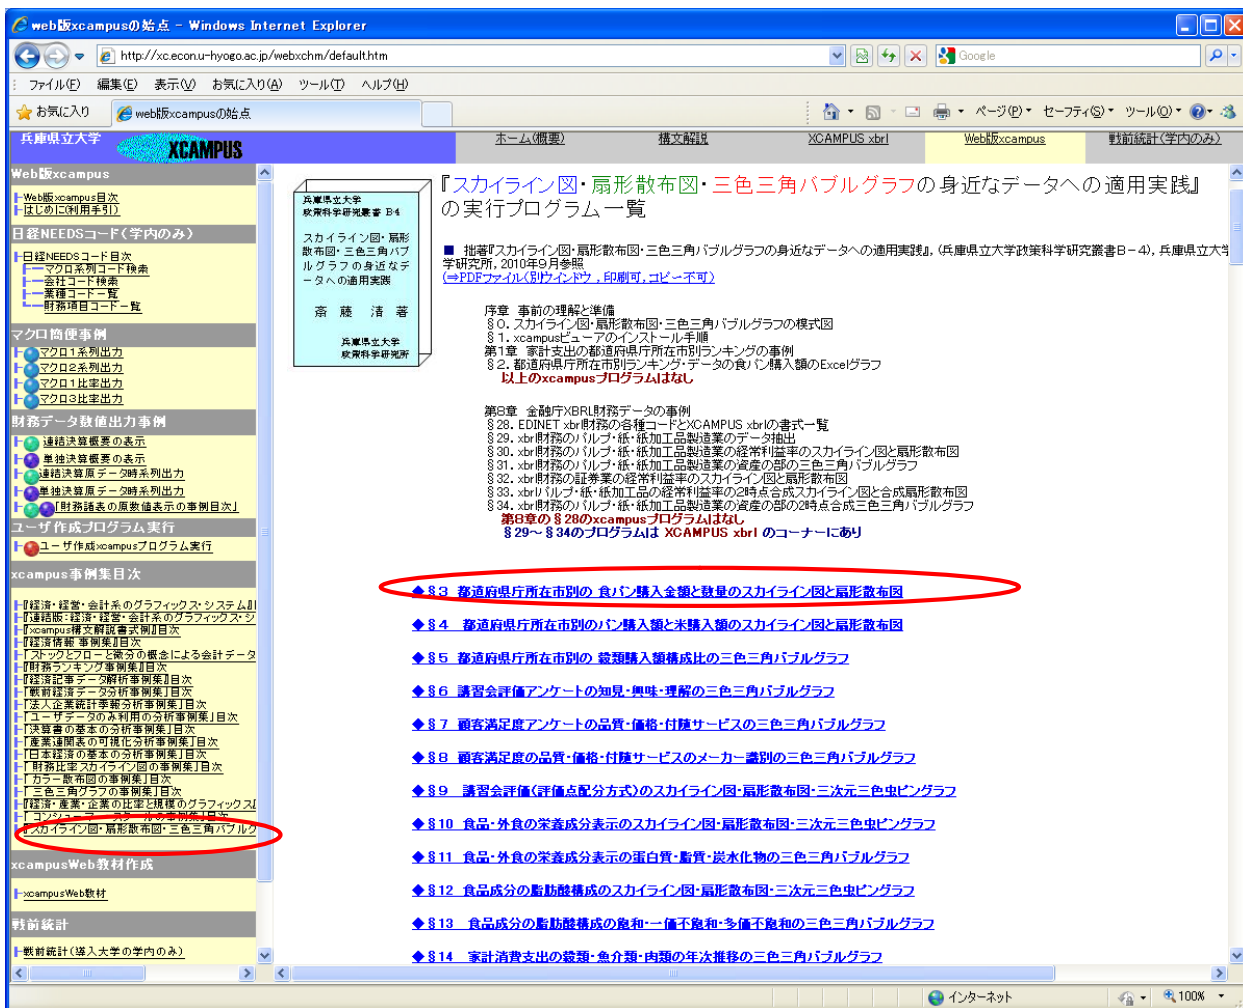 web版xcampusの始点 - Windows Internet Explorer
http://xc.econ.u-hyogo.ac.jp/webxchm/default.htm
Google
ファイル(F) 編集(E) 表示(V) お気に入り(A) ツール(T) ヘルプ(H)
お気に入り
web版xcampusの始点
ページ(P) セーフティ(S) ツール(O)
兵庫県立大学
XCAMPUS
ホーム(概要)
構文解説
XCAMPUS xbrl
Web版xcampus
戦前統計(学内のみ)
Web版xcampus
Web版xcampus目次
はじめに(利用手引)
日経NEEDSコード(学内のみ)
日経NEEDSコード目次
マクロ系列コード検索
会社コード検索
業種コード一覧
財務項目コード一覧
マクロ簡便事例
マクロ1系列出力
マクロ2系列出力
マクロ1比率出力
マクロ3比率出力
財務データ数値出力事例
連結決算概要の表示
単独決算概要の表示
連結決算原データ時系列出力
単独決算原データ時系列出力
「財務諸表の原数値表示の事例目次」
ユーザ作成プログラム実行
ユーザ作成xcampusプログラム実行
xcampus事例集目次
『経済・経営・会計系のグラフィックス・システム』
「連結版：経済・経営・会計系のグラフィックス・シ
『xcampus構文解説書式例』目次
『経済情報 事例集』目次
「ストックとフローと微分の概念による会計データ
『財務ランキング事例集』目次
『経済記事データ解析事例集』目次
「戦前経済データ分析事例集」目次
「法人企業統計季報分析事例集」目次
「ユーザデータのみ利用の分析事例集」目次
「決算書の基本の分析事例集」目次
「産業連関表の可視化分析事例集」目次
「日本経済の基本の分析事例集」目次
「財務比率スカイライン図の事例集」目次
「カラー散布図の事例集」目次
「三色三角グラフの事例集」目次
『経済・産業・企業の比率と規模のグラフィックス』
「コンシューマースクールの事例集」目次
『スカイライン図・扇形散布図・三色三角バブルグ
xcampusWeb教材作成
xcampusWeb教材
戦前統計
戦前統計(導入大学の学内のみ)
兵庫県立大学
政策科学研究叢書 B-4
スカイライン図・扇形
散布図・三色三角バブ
ルグラフの身近なデ
ータへの適用実践
斎 藤 清 著
兵庫県立大学
政策科学研究所
『スカイライン図・扇形散布図・三色三角バブルグラフの身近なデータへの適用実践』
の実行プログラム一覧
■ 拙著『スカイライン図・扇形散布図・三色三角バブルグラフの身近なデータへの適用実践』, (兵庫県立大学政策科学研究叢書B-4), 兵庫県立大学
学研究所, 2010年9月参照
(⇒PDFファイル(別ウィンドウ , 印刷可, コピー不可)
序章 事前の理解と準備
§0. スカイライン図・扇形散布図・三色三角バブルグラフの模式図
§1. xcampusビューアのインストール手順
第1章 家計支出の都道府県庁所在市別ランキングの事例
§2. 都道府県庁所在市別ランキング・データの食パン購入額のExcelグラフ
以上のxcampusプログラムはなし
第8章 金融庁XBRL財務データの事例
§28. EDINET xbrl財務の各種コードとXCAMPUS xbrlの書式一覧
§29. xbrl財務のパルプ・紙・紙加工品製造業のデータ抽出
§30. xbrl財務のパルプ・紙・紙加工品製造業の経常利益率のスカイライン図と扇形散布図
§31. xbrl財務のパルプ・紙・紙加工品製造業の資産の部の三色三角バブルグラフ
§32. xbrl財務の証券業の経常利益率のスカイライン図と扇形散布図
§33. xbrlパルプ・紙・紙加工品の経常利益率の2時点合成スカイライン図と合成扇形散布図
§34. xbrl財務のパルプ・紙・紙加工品製造業の資産の部の2時点合成三色三角バブルグラフ
第8章の§28のxcampusプログラムはなし
§29～§34のプログラムは XCAMPUS xbrl のコーナーにあり
◆§3 都道府県庁所在市別の 食パン購入金額と数量のスカイライン図と扇形散布図
◆§4 都道府県庁所在市別のパン購入額と米購入額のスカイライン図と扇形散布図
◆§5 都道府県庁所在市別の 穀類購入額構成比の三色三角バブルグラフ
◆§6 講習会評価アンケートの知見・興味・理解の三色三角バブルグラフ
◆§7 顧客満足度アンケートの品質・価格・付随サービスの三色三角バブルグラフ
◆§8 顧客満足度の品質・価格・付随サービスのメーカー識別の三色三角バブルグラフ
◆§9 講習会評価(評価点配分方式)のスカイライン図・扇形散布図・三次元三色虫ピングラフ
◆§10 食品・外食の栄養成分表示のスカイライン図・扇形散布図・三次元三色虫ピングラフ
◆§11 食品・外食の栄養成分表示の蛋白質・脂質・炭水化物の三色三角バブルグラフ
◆§12 食品成分の脂肪酸構成のスカイライン図・扇形散布図・三次元三色虫ピングラフ
◆§13 食品成分の脂肪酸構成の飽和・一価不飽和・多価不飽和の三色三角バブルグラフ
◆§14 家計消費支出の穀類・魚介類・肉類の年次推移の三色三角バブルグラフ
インターネット
100%